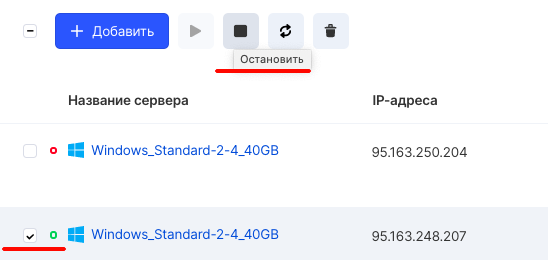 Добавить
Остановить
Название сервера IP-адреса
Windows_Standard-2-4_40GB 95.163.250.204
Windows_Standard-2-4_40GB 95.163.248.207